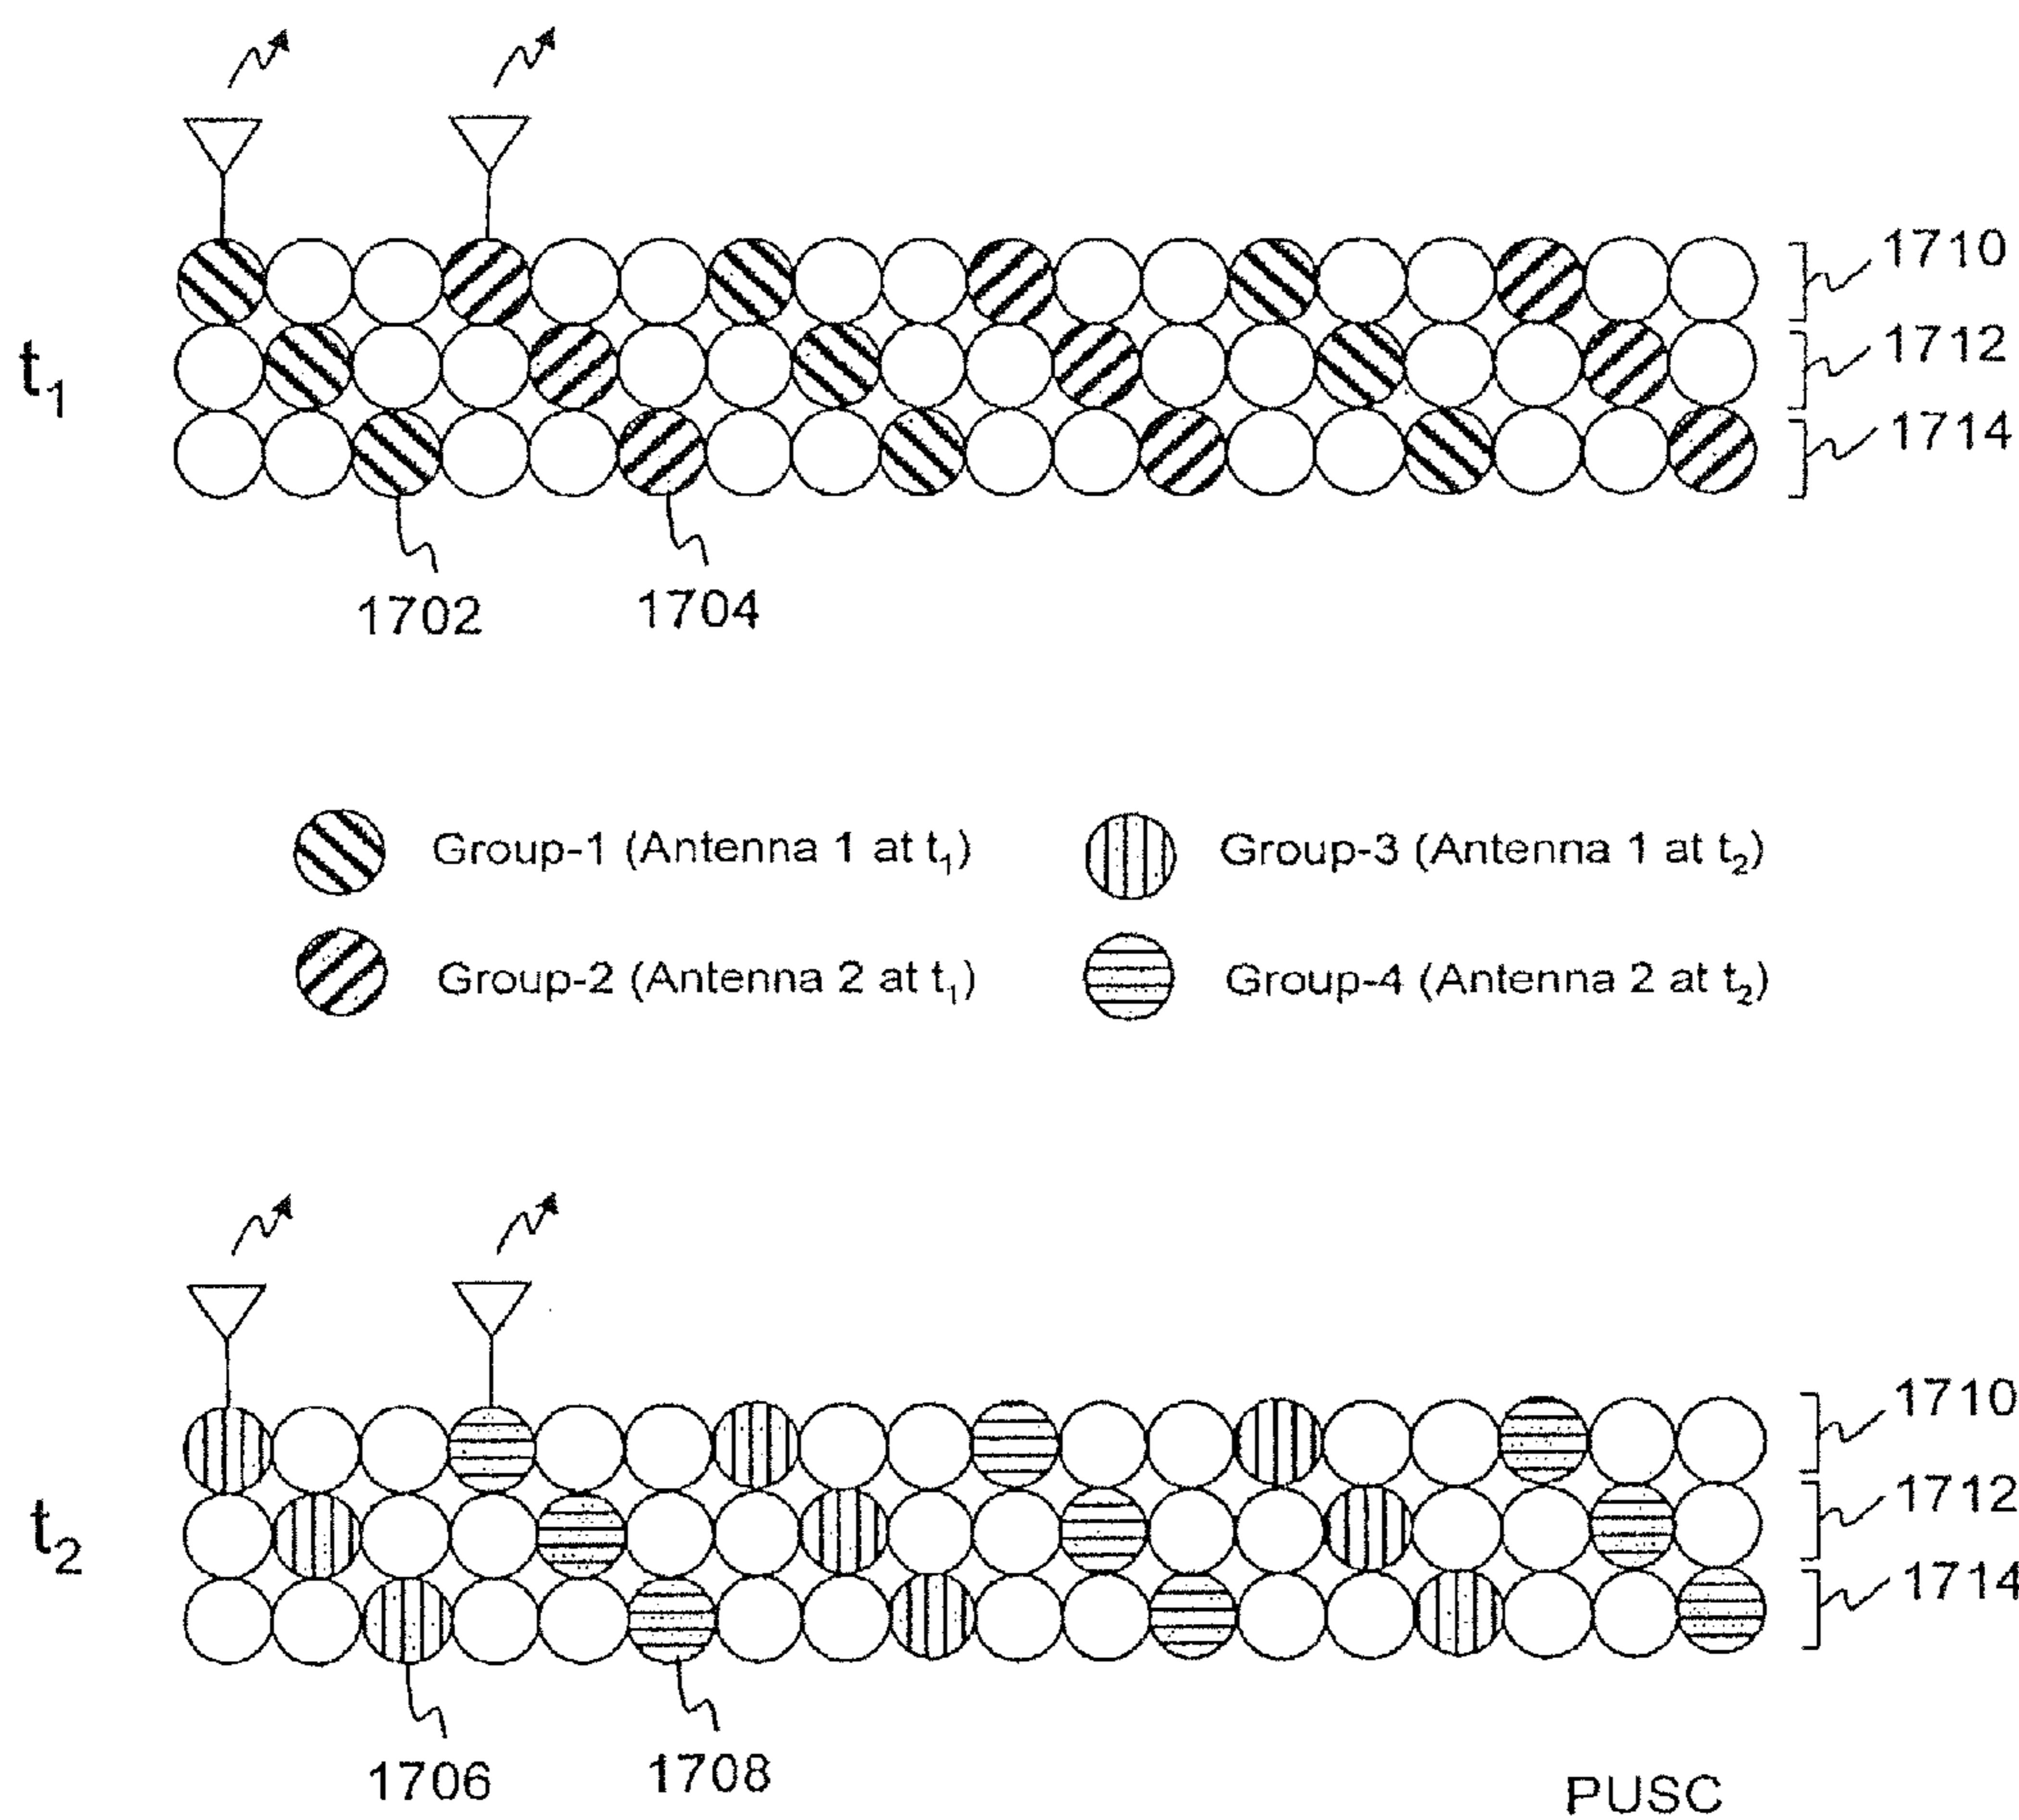 1710
t1
1712
1714
1702
1704
Group-1 (Antenna 1 at t1)
Group-3 (Antenna 1 at t2)
Group-2 (Antenna 2 at t1)
Group-4 (Antenna 2 at t2)
1710
t2
1712
1714
1706
1708
PUSC